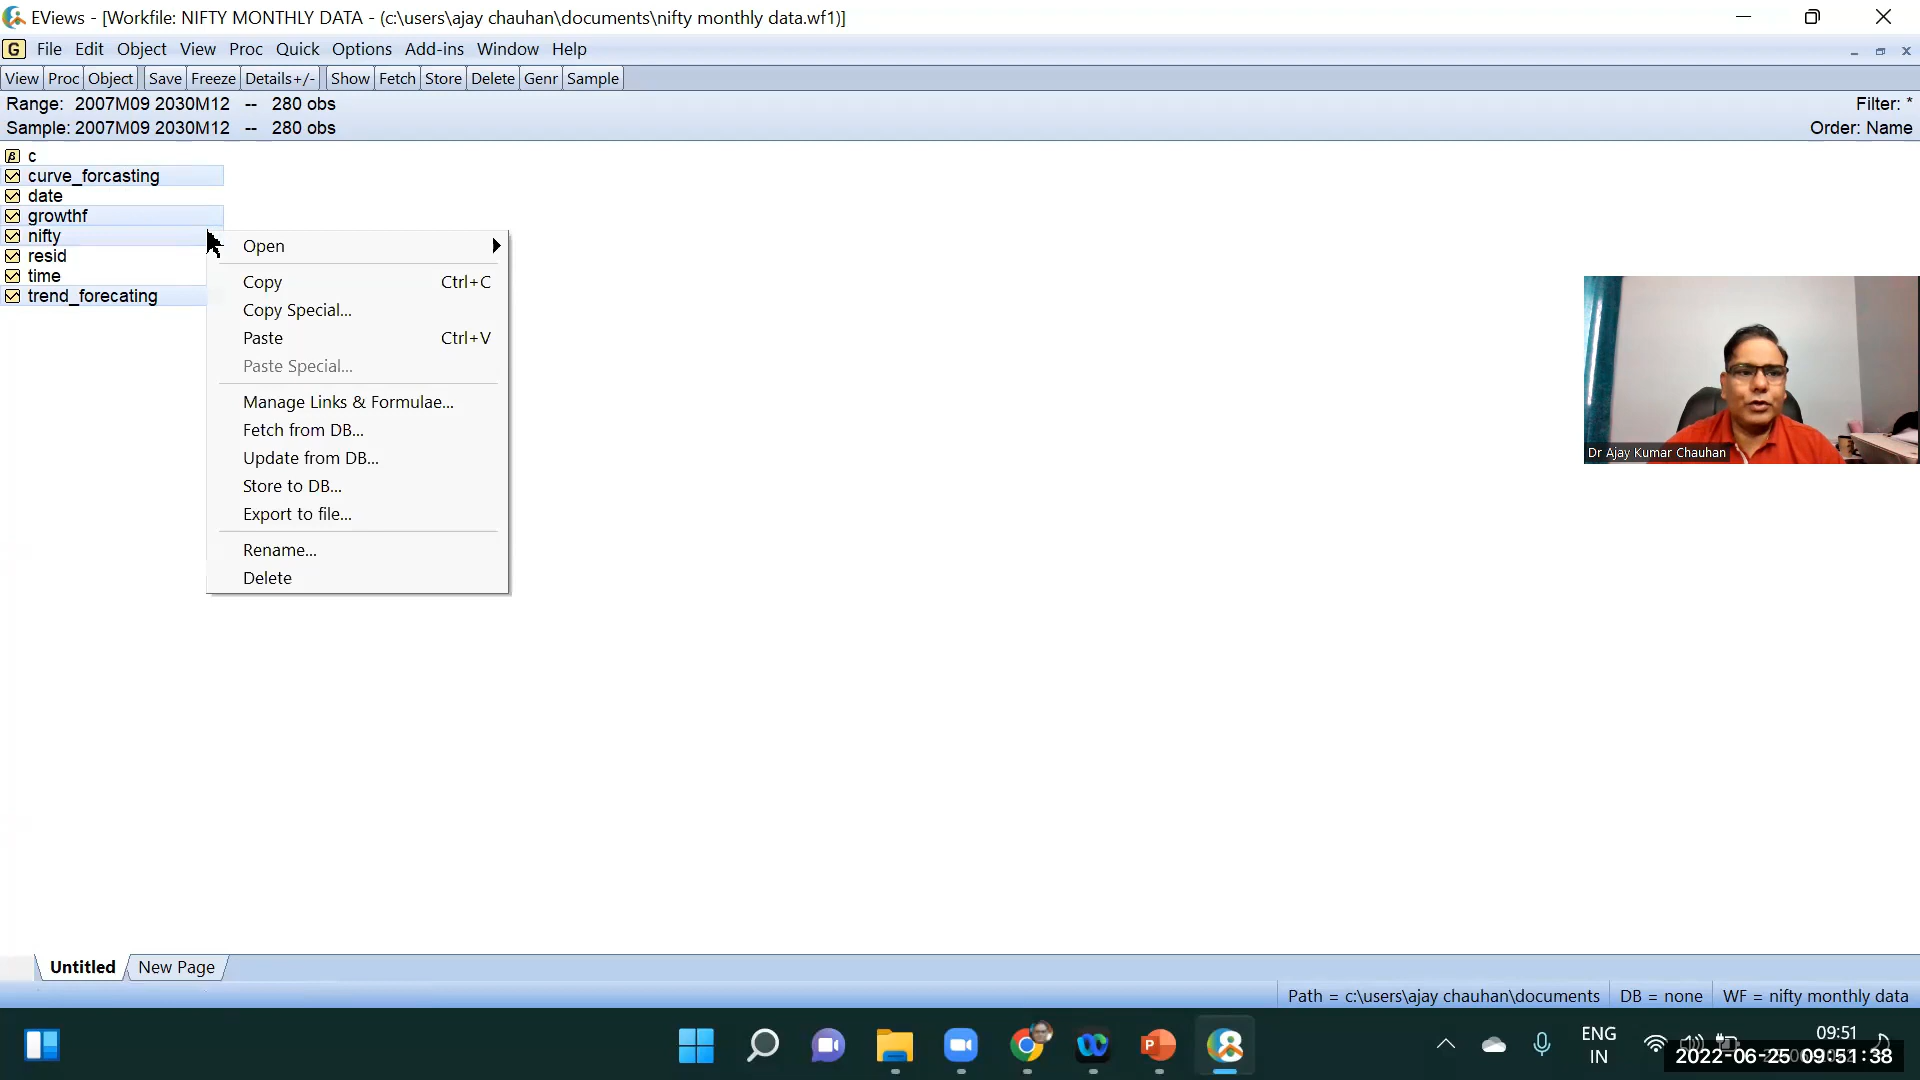 EViews - [Workfile: NIFTY MONTHLY DATA - (c:\users\ajay chauhan\documents\nifty monthly data.wf1)]
G File Edit Object View Proc Quick Options Add-ins Window Help
View Proc Object Save Freeze Details+/- Show Fetch Store Delete Genr Sample
Range: 2007M09 2030M12 -- 280 obs
Filter: *
Sample: 2007M09 2030M12 -- 280 obs
Order: Name
β c
curve_forcasting
date
growthf
nifty
resid
time
trend_forecating
Open
Copy Ctrl+C
Copy Special...
Paste Ctrl+V
Paste Special...
Manage Links & Formulae...
Fetch from DB...
Update from DB...
Store to DB...
Export to file...
Rename...
Delete
Dr Ajay Kumar Chauhan
Untitled New Page
Path = c:\users\ajay chauhan\documents DB = none WF = nifty monthly data
ENG
IN
09:51
2022-06-25 09:51:38